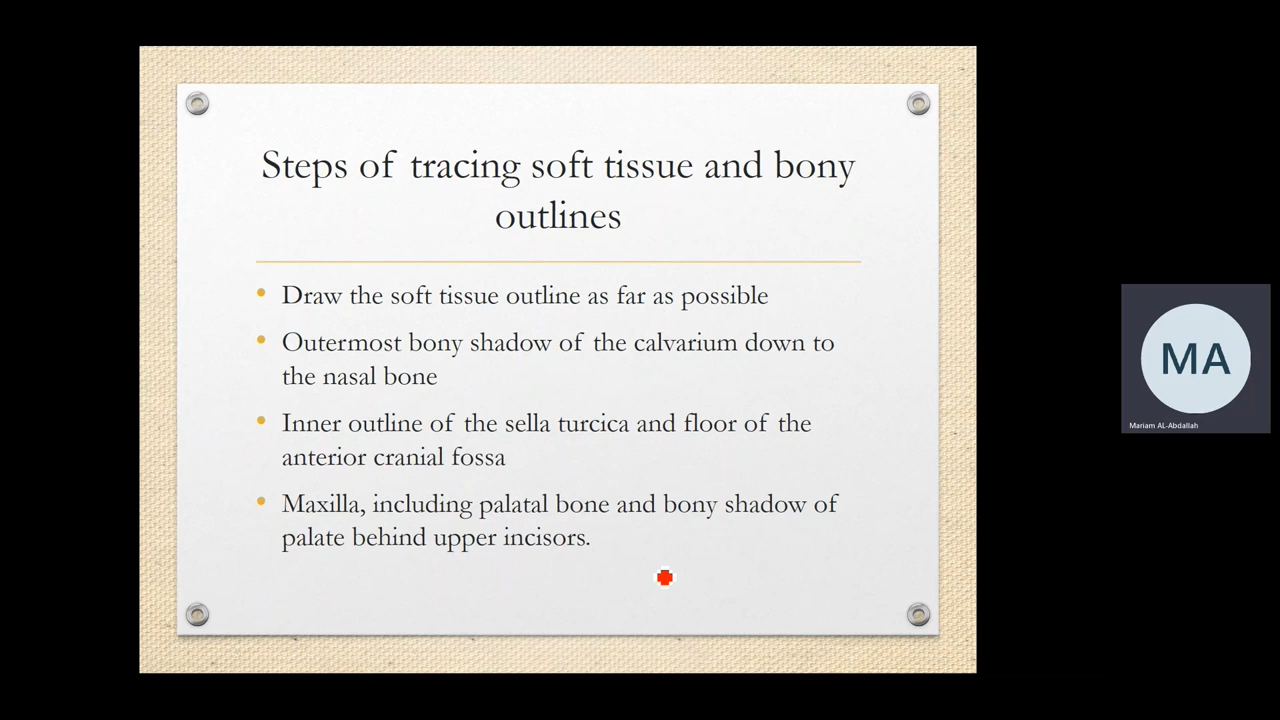 Steps of tracing soft tissue and bony
outlines
• Draw the soft tissue outline as far as possible
• Outermost bony shadow of the calvarium down to
the nasal bone
• Inner outline of the sella turcica and floor of the
anterior cranial fossa
• Maxilla, including palatal bone and bony shadow of
palate behind upper incisors.
MA
Mariam AL-Abdallah